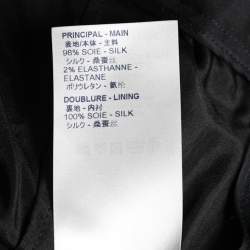 PRINCIPAL - MAIN
表地/本体 - 主料
98% SOIE - SILK
シルク - 桑蚕丝
2% ELASTHANNE -
ELASTANE
ポリウレタン - 氨纶
DOUBLURE - LINING
裏地 - 内衬
100% SOIE - SILK
シルク - 桑蚕丝